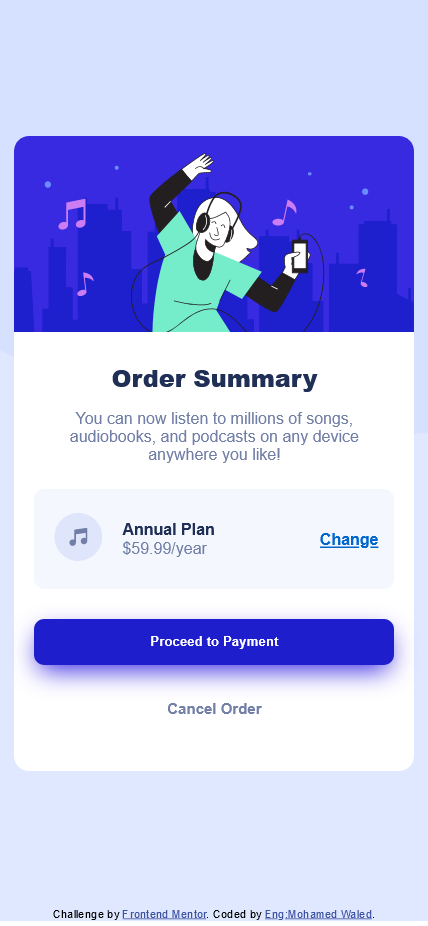 Order Summary
You can now listen to millions of songs,
audiobooks, and podcasts on any device
anywhere you like!
Annual Plan
$59.99/year
Change
Proceed to Payment
Cancel Order
Challenge by Frontend Mentor. Coded by Eng:Mohamed Waled.